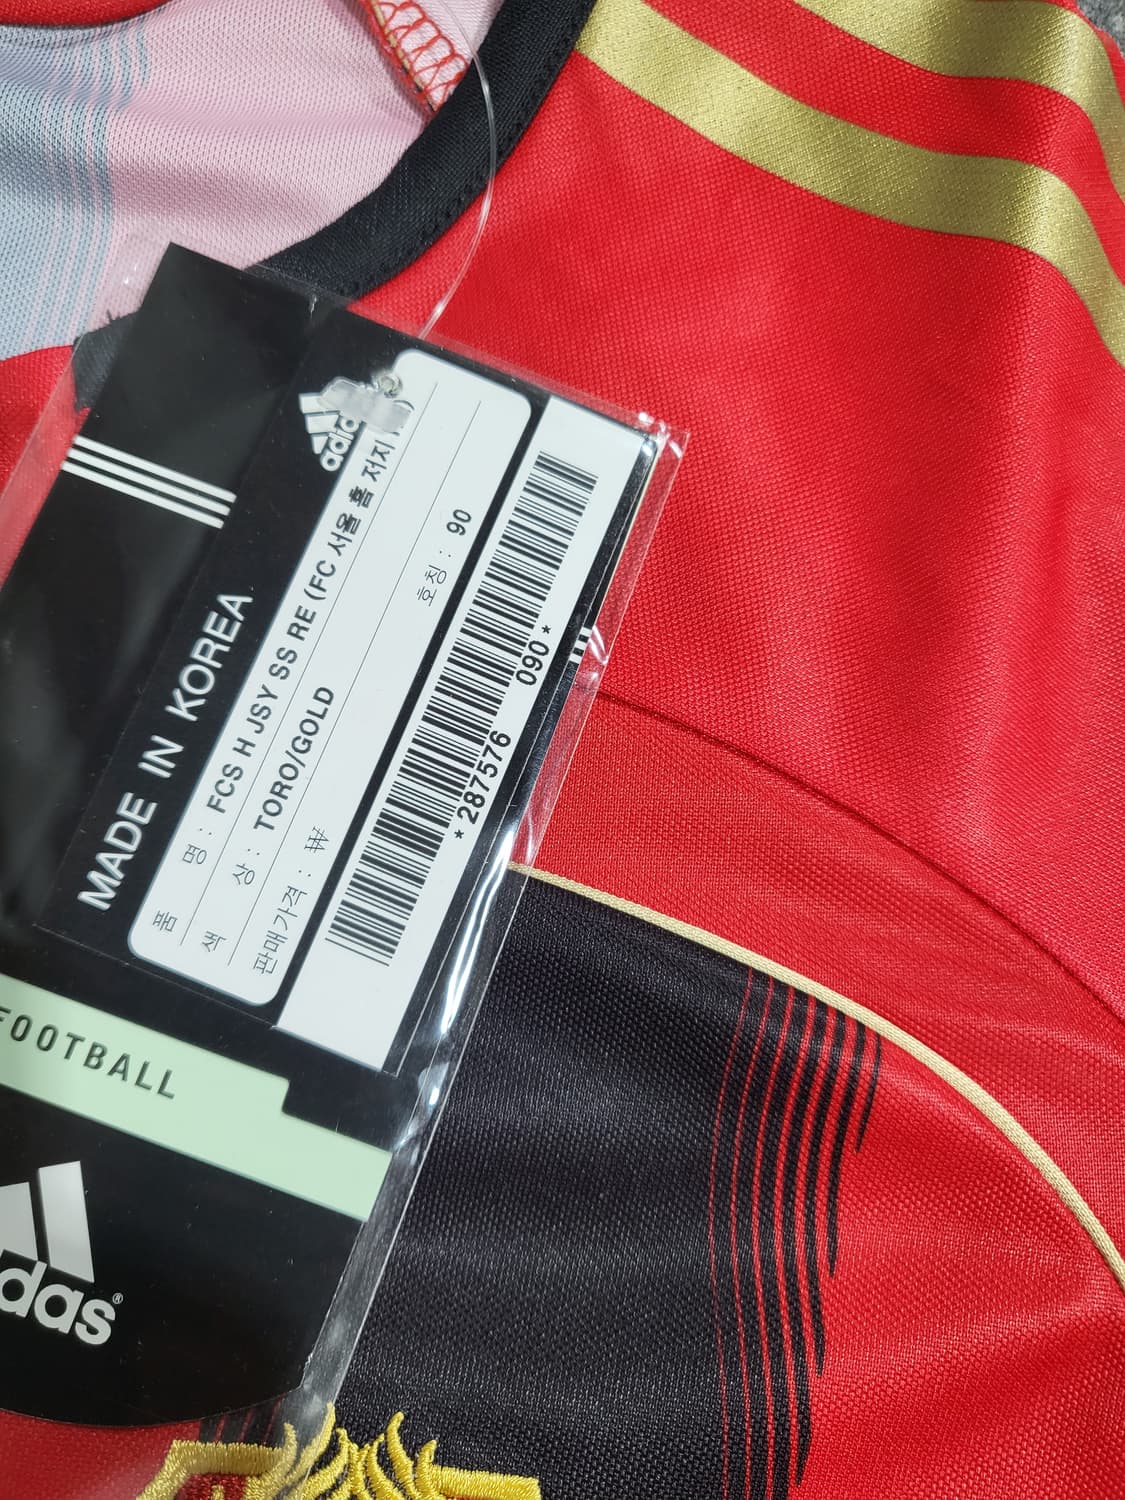 adidas
MADE IN KOREA
품 명 : FCS H JSY SS RE (FC 서울 홈 저지
색 상 : TORO/GOLD
판매가격 : ₩
호칭 : 90
*287576 090*
FOOTBALL
adidas®